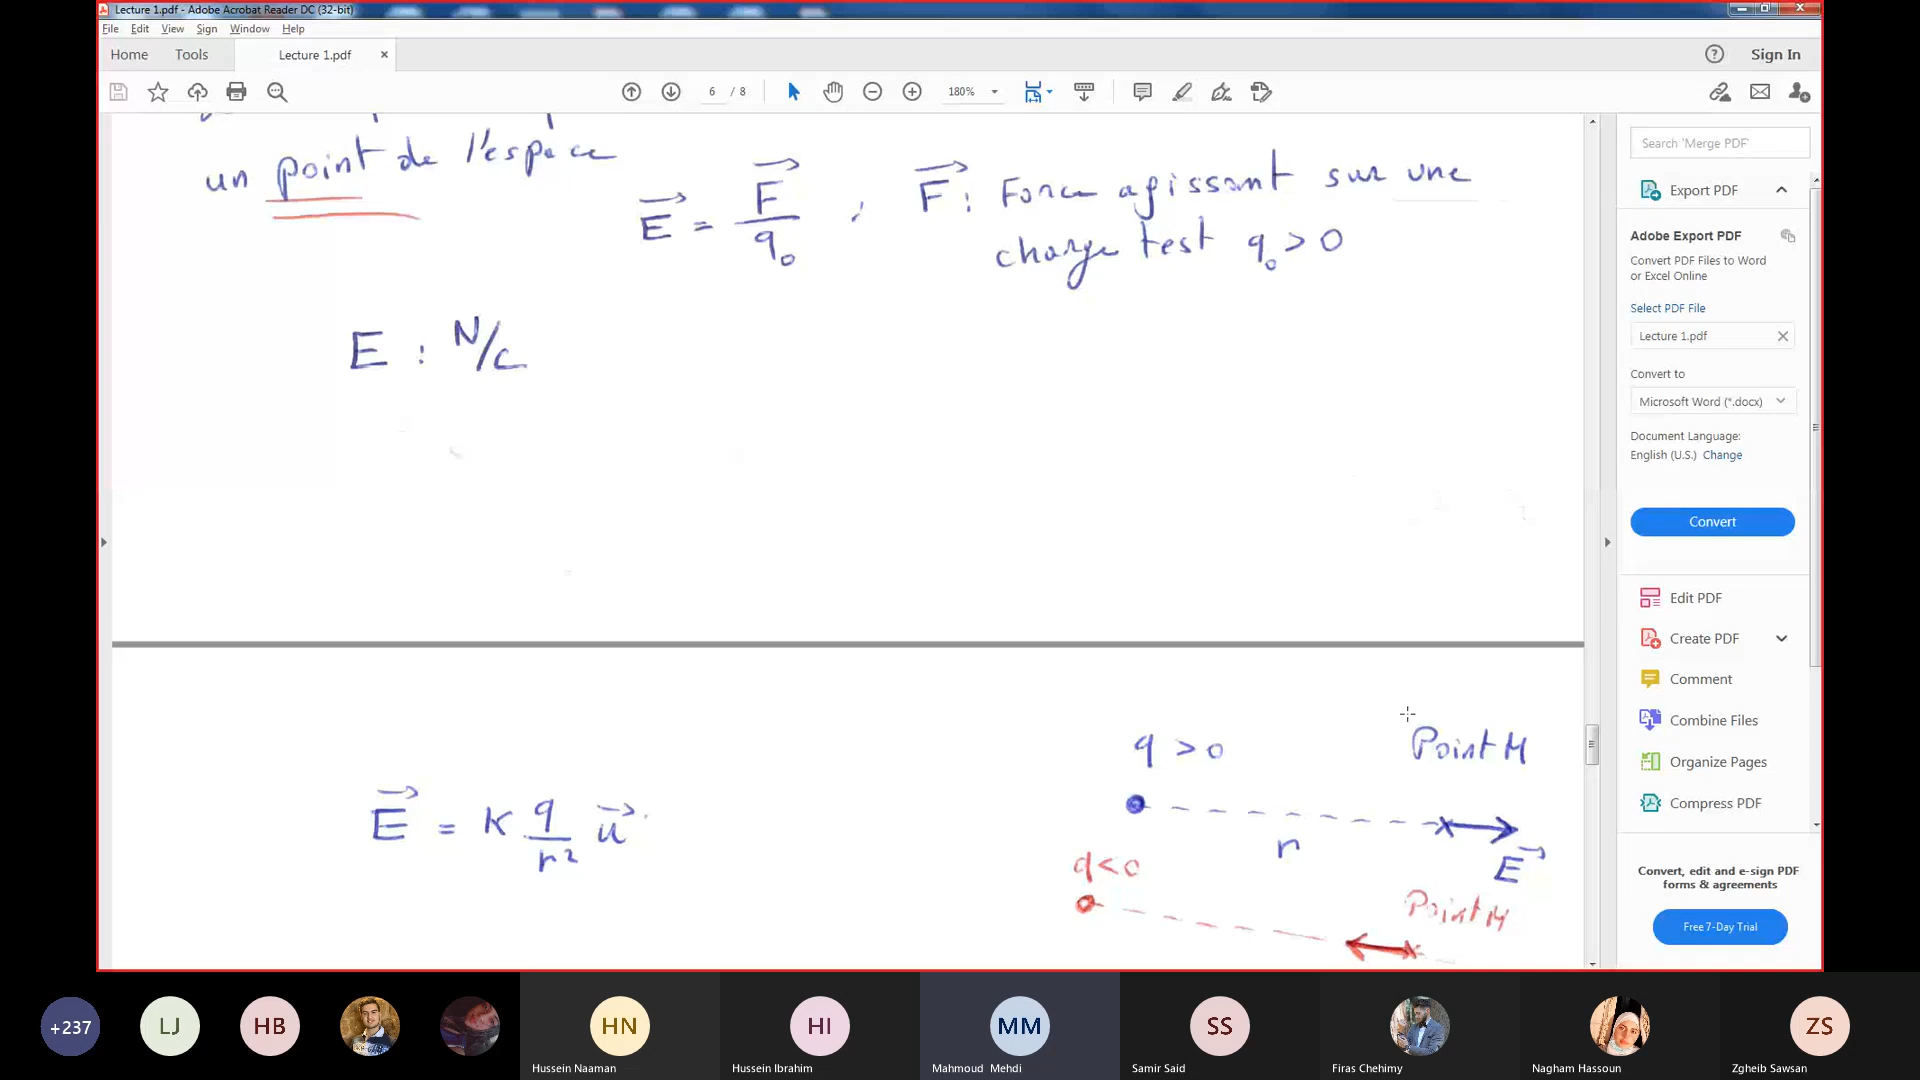 Lecture 1.pdf - Adobe Acrobat Reader DC (32-bit)
File Edit View Sign Window Help
Home Tools Lecture 1.pdf × Sign In
6 / 8 180%
un point de l'espace
E = F / q0 , F : Force agissant sur une
charge test q0 > 0
E : N/C
q > 0 Point M
E = K q / r² u
r
E
q < 0
Point M
Search 'Merge PDF'
Export PDF
Adobe Export PDF
Convert PDF Files to Word
or Excel Online
Select PDF File
Lecture 1.pdf
Convert to
Microsoft Word (*.docx)
Document Language:
English (U.S.) Change
Convert
Edit PDF
Create PDF
Comment
Combine Files
Organize Pages
Compress PDF
Convert, edit and e-sign PDF
forms & agreements
Free 7-Day Trial
+237 LJ HB HN HI MM SS ZS
Hussein Naaman Hussein Ibrahim Mahmoud Mehdi Samir Said Firas Chehimy Nagham Hassoun Zgheib Sawsan